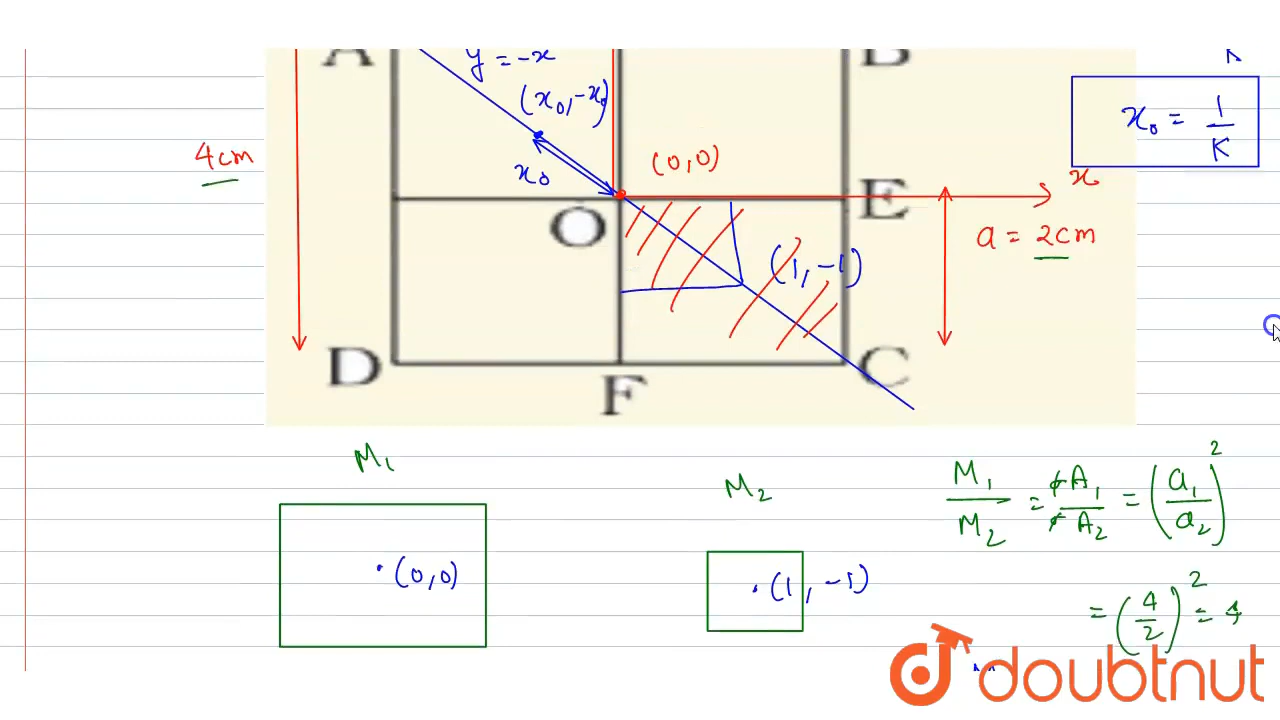 A
y = -x
B
(x₀, -x₀)
x₀ = 1/K
4cm
(0,0)
x₀
x
E
O
a = 2cm
(1, -1)
D
C
F
M₁
M₂
M₁/M₂ = σA₁/σA₂ = (a₁/a₂)²
(0,0)
(1, -1)
= (4/2)² = 4
doubtnut